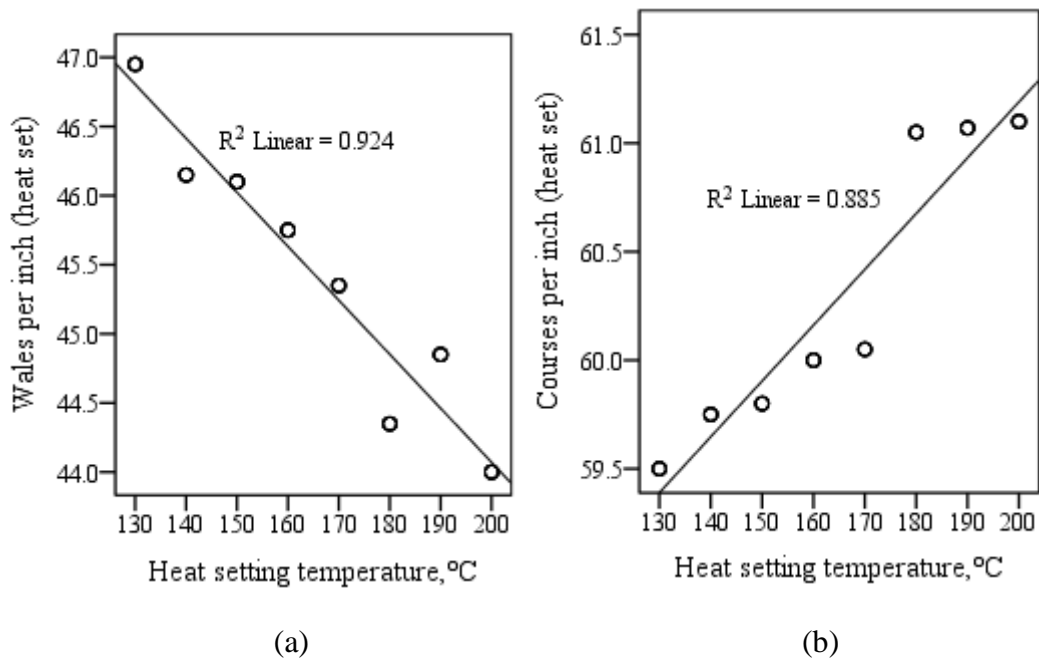 Wales per inch (heat set)
47.0
46.5
46.0
45.5
45.0
44.5
44.0
R² Linear = 0.924
130 140 150 160 170 180 190 200
Heat setting temperature,ºC
(a)
Courses per inch (heat set)
61.5
61.0
60.5
60.0
59.5
R² Linear = 0.885
130 140 150 160 170 180 190 200
Heat setting temperature,ºC
(b)